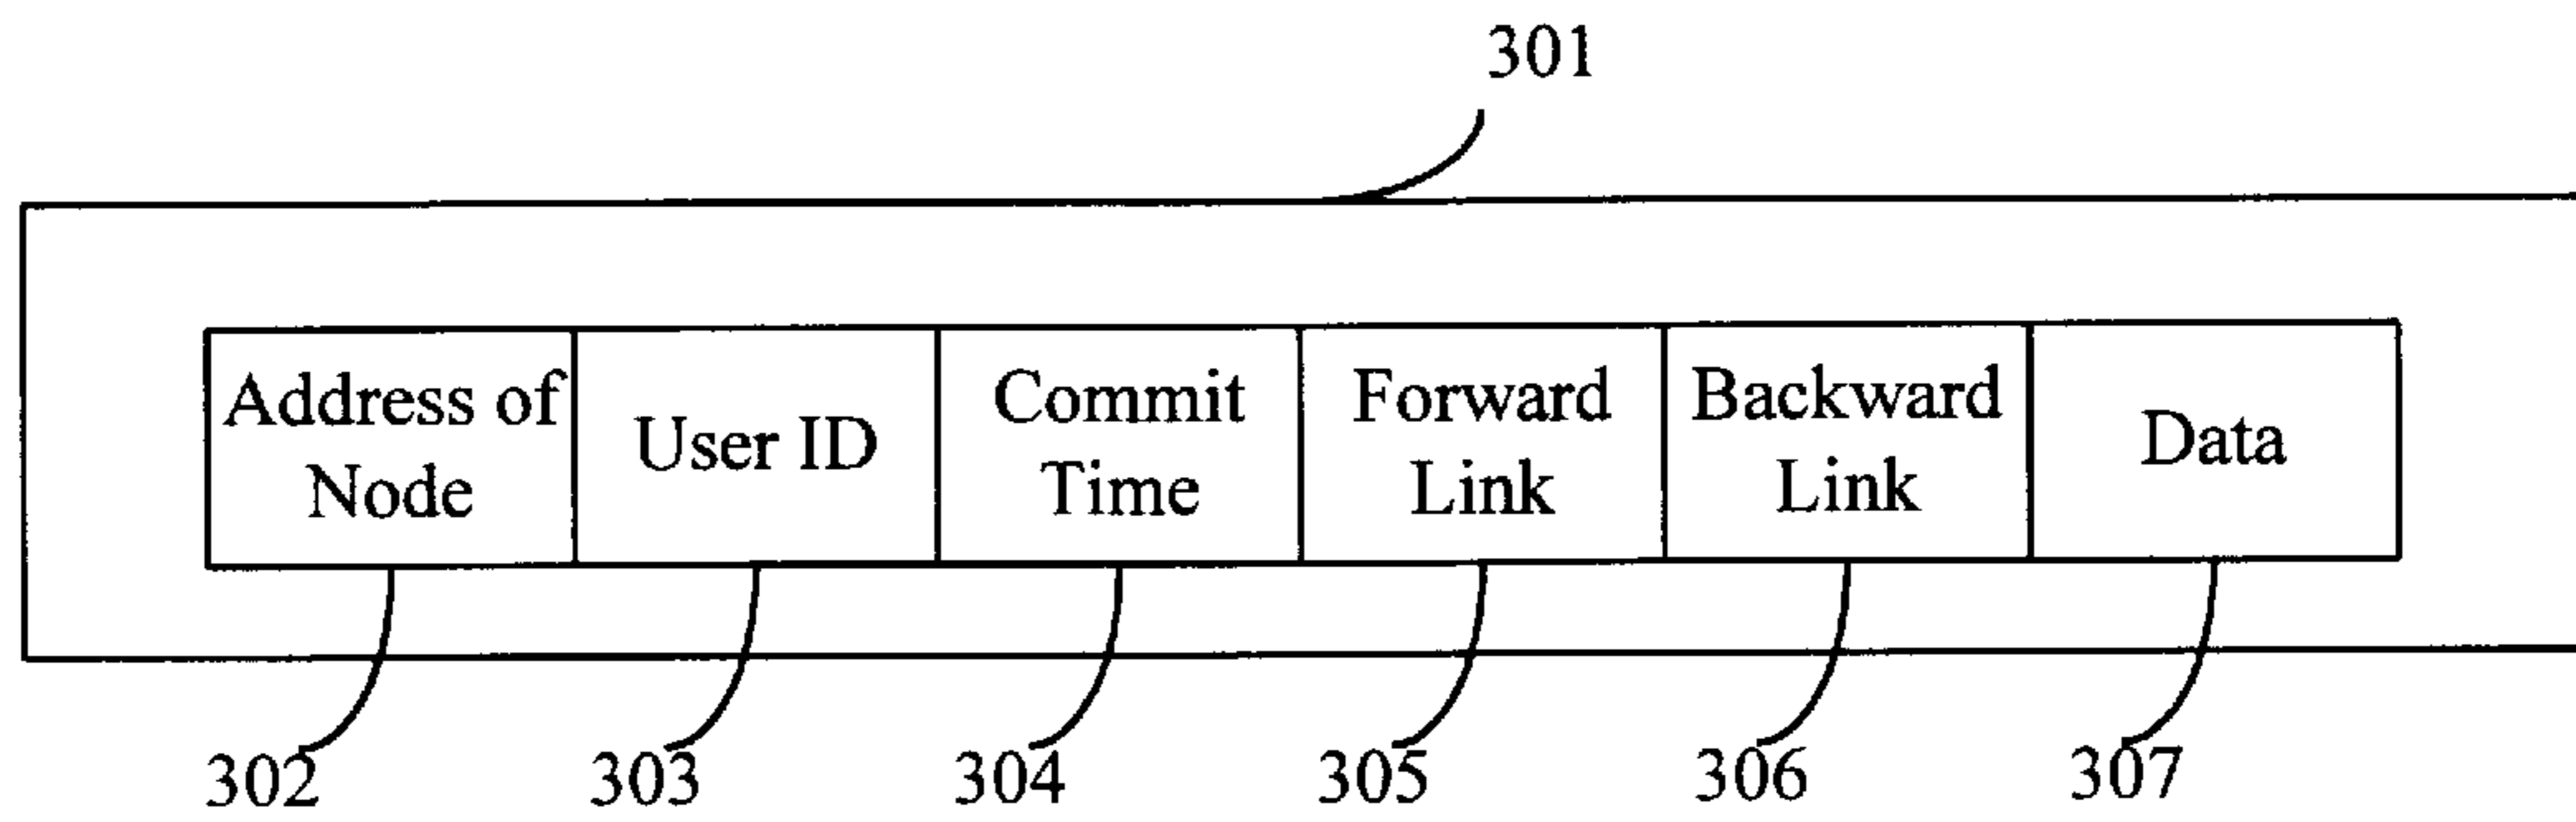 301
Address of
Node
User ID
Commit
Time
Forward
Link
Backward
Link
Data
302
303
304
305
306
307